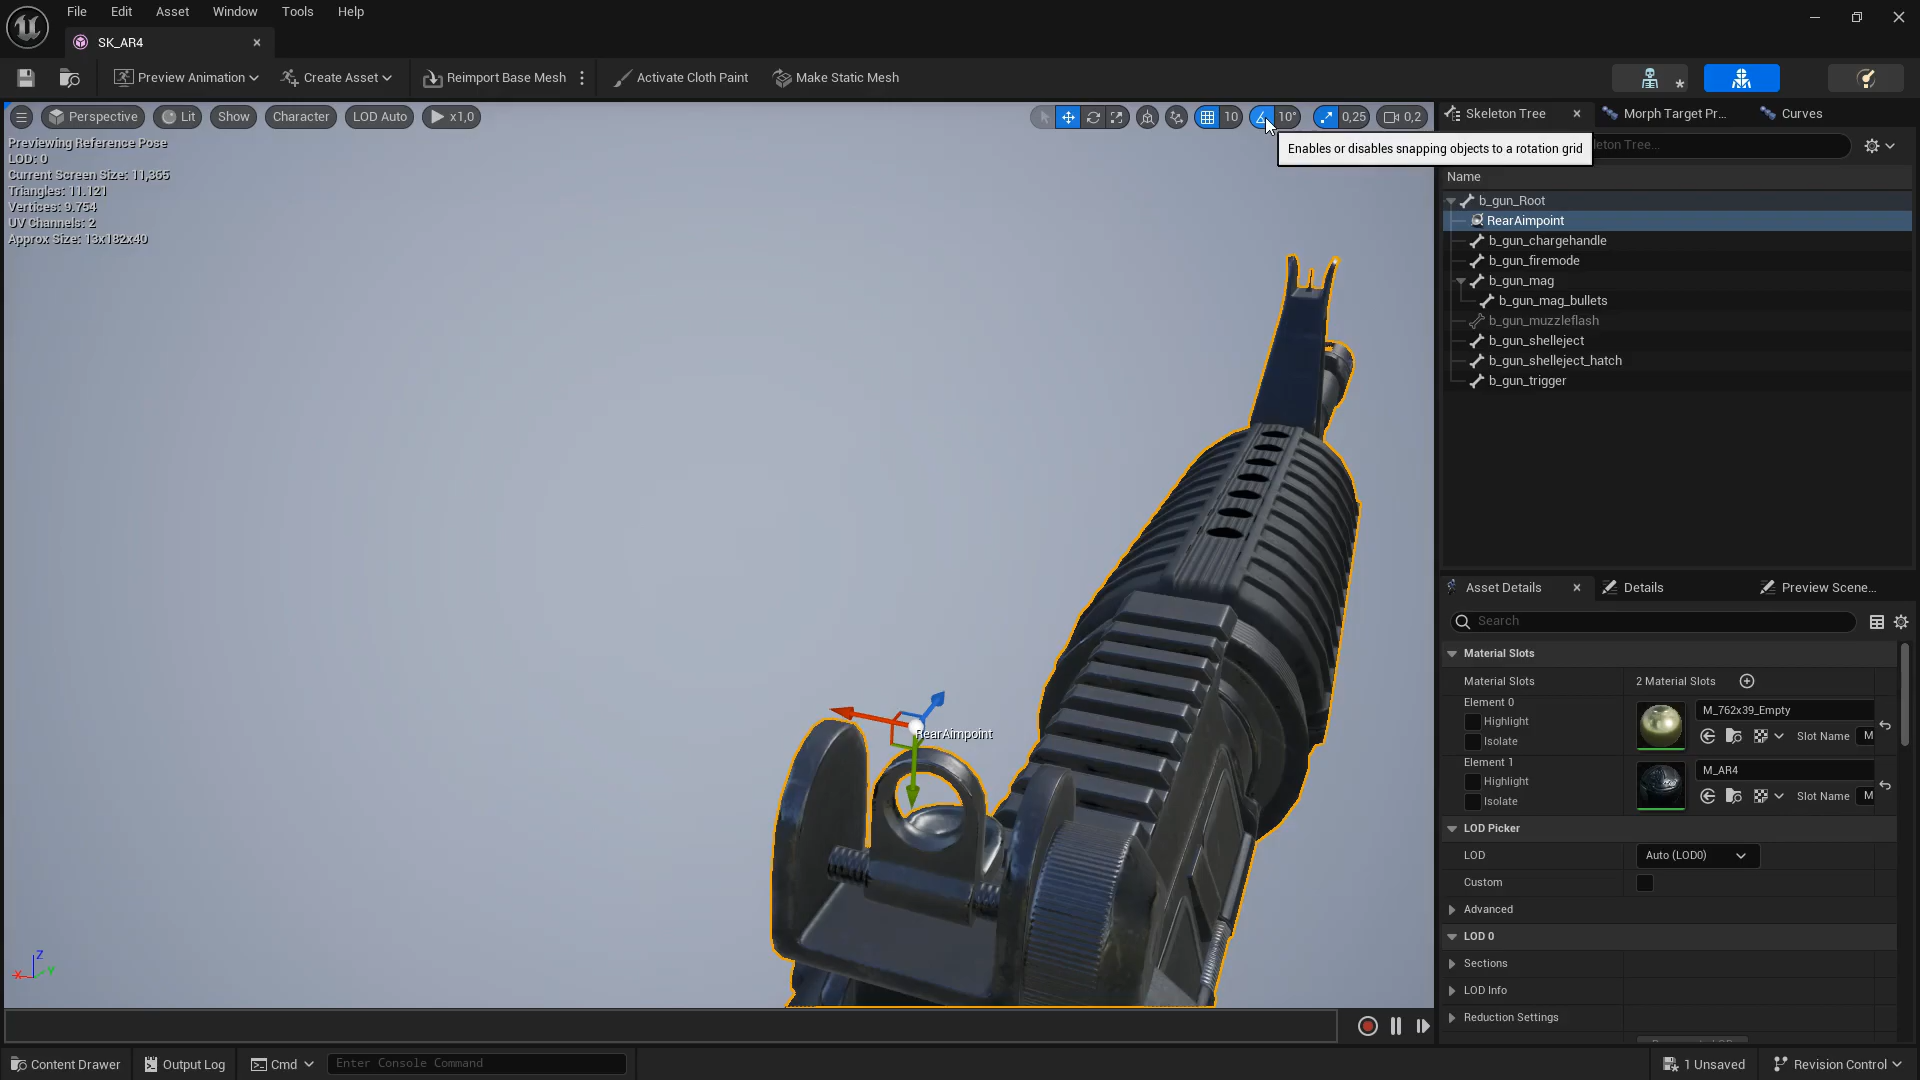 File Edit Asset Window Tools Help
SK_AR4
Preview Animation Create Asset Reimport Base Mesh Activate Cloth Paint Make Static Mesh
Perspective Lit Show Character LOD Auto x1,0 10 10° 0,25 0,2
Previewing Reference Pose
LOD: 0
Current Screen Size: 11,365
Triangles: 11.121
Vertices: 9.754
UV Channels: 2
Approx Size: 13x182x40
Enables or disables snapping objects to a rotation grid
RearAimpoint
Z
X Y
Skeleton Tree Morph Target Pr... Curves
Tree...
Name
b_gun_Root
RearAimpoint
b_gun_chargehandle
b_gun_firemode
b_gun_mag
b_gun_mag_bullets
b_gun_muzzleflash
b_gun_shelleject
b_gun_shelleject_hatch
b_gun_trigger
Asset Details Details Preview Scene...
Search
Material Slots
Material Slots 2 Material Slots
Element 0
Highlight
Isolate
M_762x39_Empty
Slot Name M
Element 1
Highlight
Isolate
M_AR4
Slot Name M
LOD Picker
LOD Auto (LOD0)
Custom
Advanced
LOD 0
Sections
LOD Info
Reduction Settings
Content Drawer Output Log Cmd Enter Console Command 1 Unsaved Revision Control